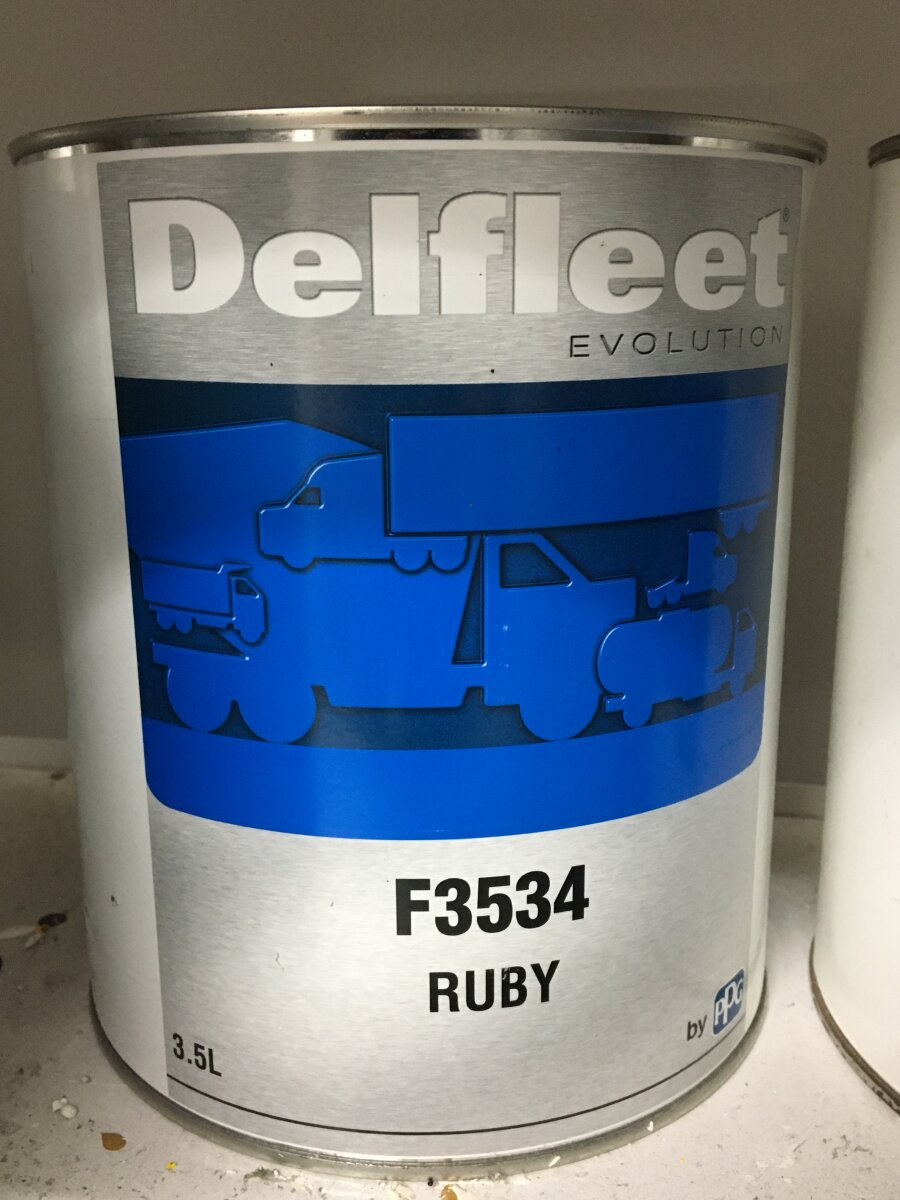 Delfleet®
EVOLUTION
F3534
RUBY
3.5L
by PPG